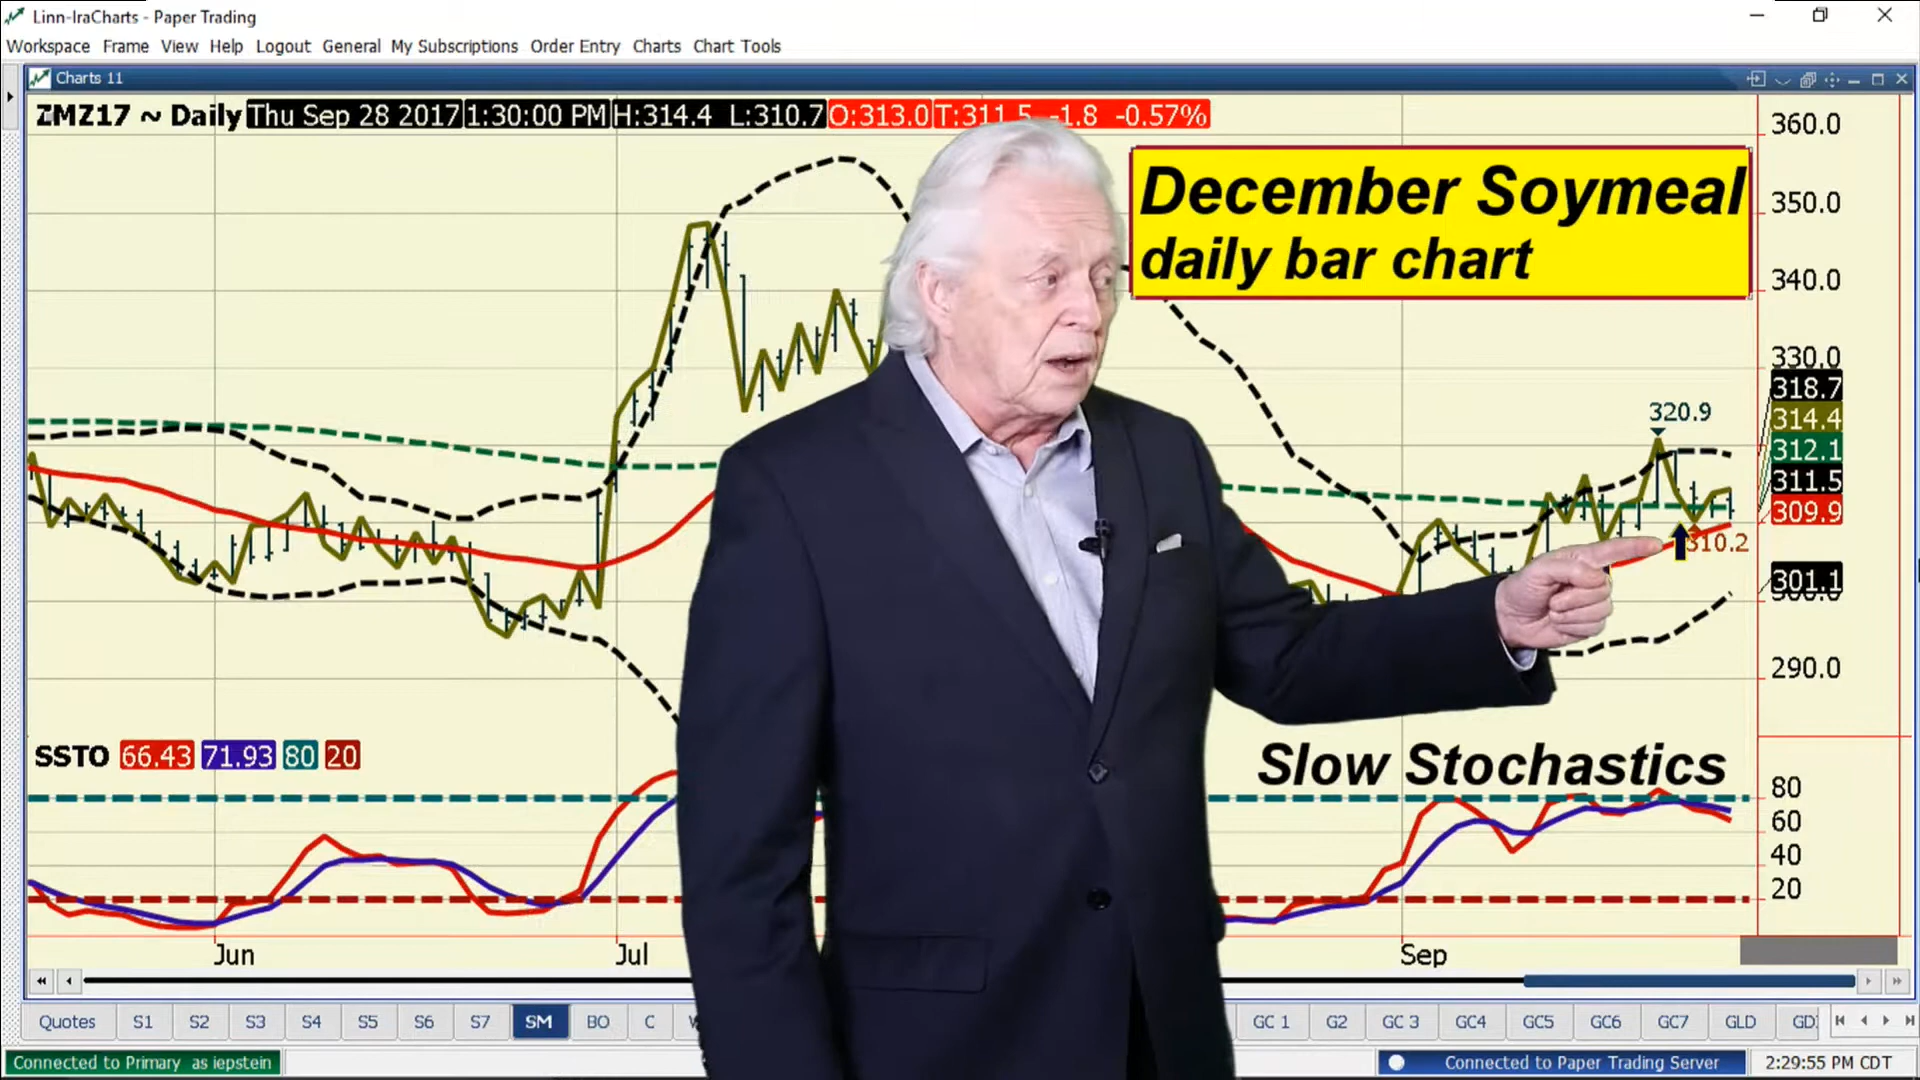 Linn-IraCharts - Paper Trading
Workspace Frame View Help Logout General My Subscriptions Order Entry Charts Chart Tools
Charts 11
ZMZ17 ~ Daily Thu Sep 28 2017 1:30:00 PM H:314.4 L:310.7 O:313.0 T:311.5 -1.8 -0.57%
December Soymeal
daily bar chart
360.0
350.0
340.0
330.0
318.7
314.4
312.1
311.5
309.9
301.1
290.0
320.9
310.2
SSTO 66.43 71.93 80 20
Slow Stochastics
80
60
40
20
Jun Jul Sep
Quotes S1 S2 S3 S4 S5 S6 S7 SM BO C GC 1 G2 GC 3 GC4 GC5 GC6 GC7 GLD
Connected to Primary as iepstein Connected to Paper Trading Server 2:29:55 PM CDT